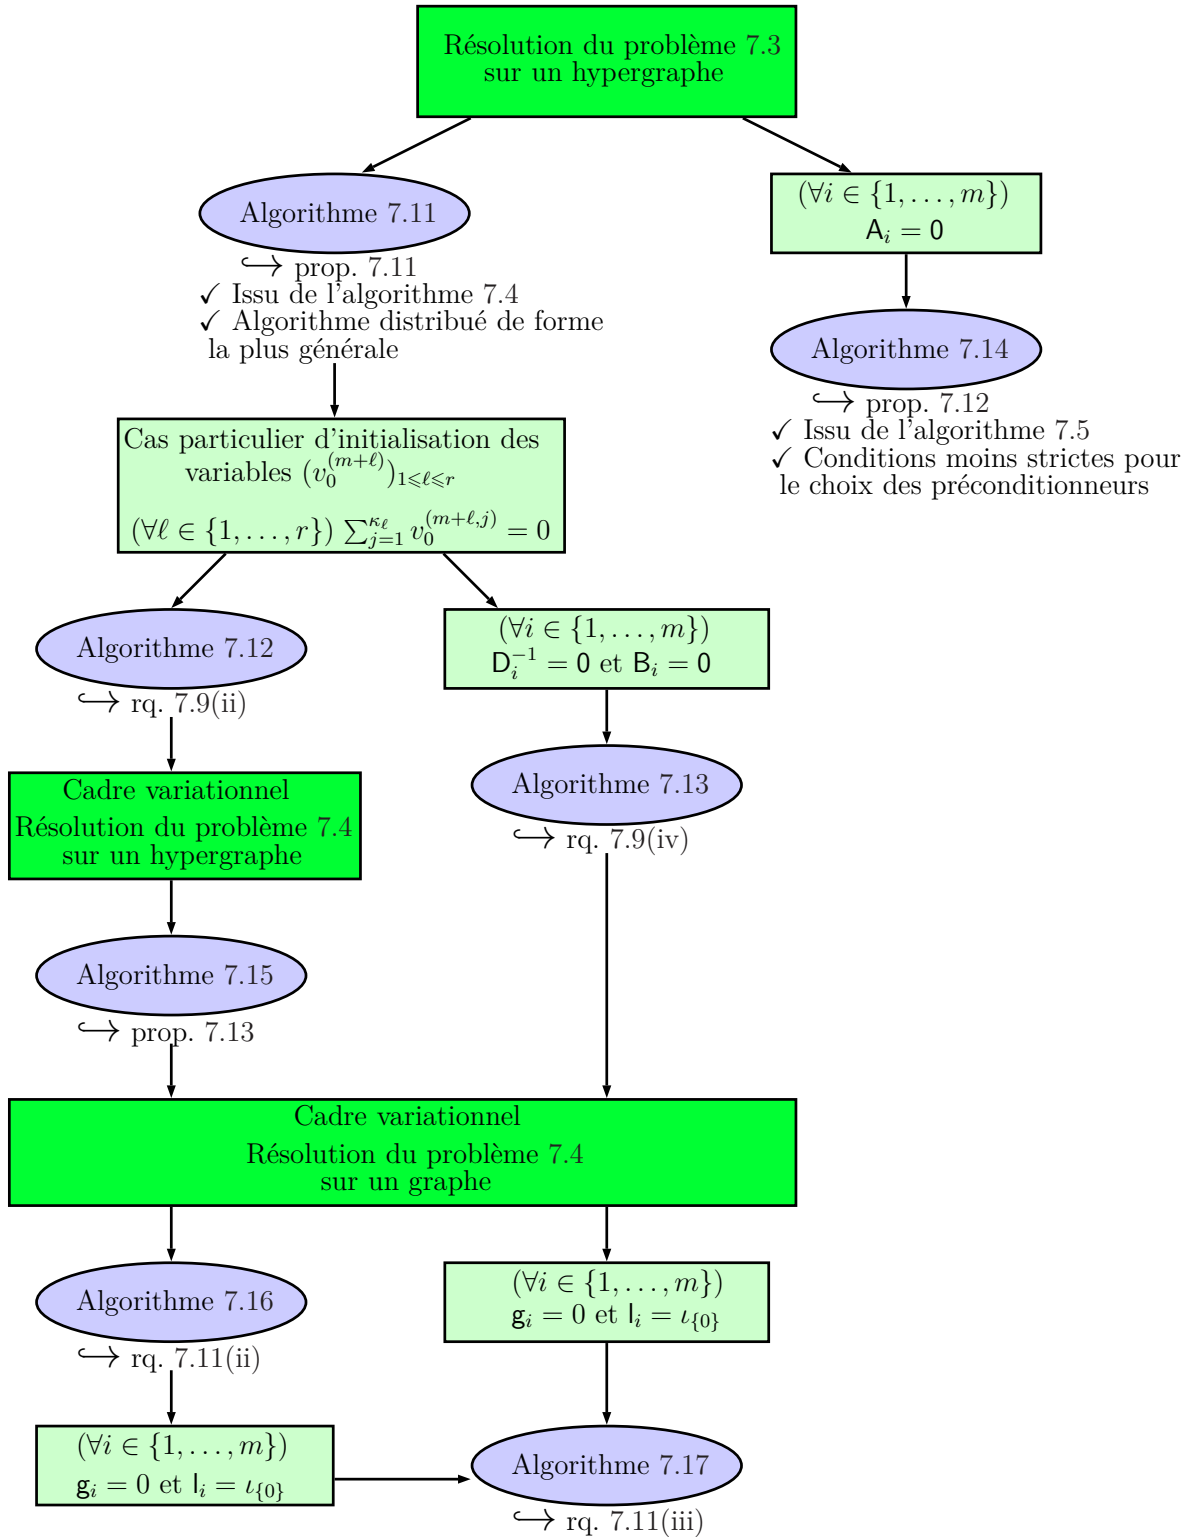 Résolution du problème 7.3
sur un hypergraphe
Algorithme 7.11
↪ prop. 7.11
✓ Issu de l'algorithme 7.4
✓ Algorithme distribué de forme
la plus générale
(∀i ∈ {1, . . . , m})
A_i = 0
Algorithme 7.14
↪ prop. 7.12
✓ Issu de l'algorithme 7.5
✓ Conditions moins strictes pour
le choix des préconditionneurs
Cas particulier d'initialisation des
variables (v_0^{(m+ℓ)})_{1⩽ℓ⩽r}
(∀ℓ ∈ {1, . . . , r}) ∑_{j=1}^{κ_ℓ} v_0^{(m+ℓ,j)} = 0
Algorithme 7.12
↪ rq. 7.9(ii)
(∀i ∈ {1, . . . , m})
D_i^{-1} = 0 et B_i = 0
Algorithme 7.13
↪ rq. 7.9(iv)
Cadre variationnel
Résolution du problème 7.4
sur un hypergraphe
Algorithme 7.15
↪ prop. 7.13
Cadre variationnel
Résolution du problème 7.4
sur un graphe
Algorithme 7.16
↪ rq. 7.11(ii)
(∀i ∈ {1, . . . , m})
g_i = 0 et l_i = ι_{{0}}
(∀i ∈ {1, . . . , m})
g_i = 0 et l_i = ι_{{0}}
Algorithme 7.17
↪ rq. 7.11(iii)